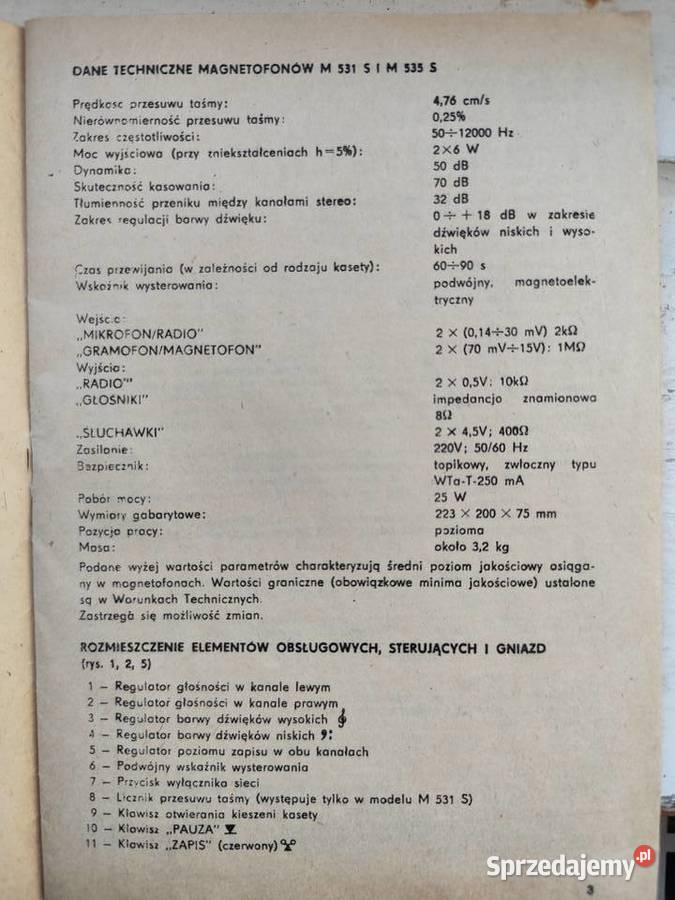 DANE TECHNICZNE MAGNETOFONÓW M 531 S I M 535 S
Prędkość przesuwu taśmy: 4,76 cm/s
Nierównomierność przesuwu taśmy: 0,25%
Zakres częstotliwości: 50÷12000 Hz
Moc wyjściowa (przy zniekształceniach h=5%): 2×6 W
Dynamika: 50 dB
Skuteczność kasowania: 70 dB
Tłumienność przeniku między kanałami stereo: 32 dB
Zakres regulacji barwy dźwięku: 0÷ + 18 dB w zakresie
dźwięków niskich i wyso-
kich
Czas przewijania (w zależności od rodzaju kasety): 60÷90 s
Wskaźnik wysterowania: podwójny, magnetoelek-
tryczny
Wejścia:
„MIKROFON/RADIO" 2 × (0,14÷30 mV) 2kΩ
„GRAMOFON/MAGNETOFON" 2 × (70 mV÷15V): 1MΩ
Wyjścia:
„RADIO" 2 × 0,5V; 10kΩ
„GŁOŚNIKI" impedancja znamionowa
8Ω
„SŁUCHAWKI" 2 × 4,5V; 400Ω
Zasilanie: 220V; 50/60 Hz
Bezpiecznik: topikowy, zwłoczny typu
WTa-T-250 mA
Pobór mocy: 25 W
Wymiary gabarytowe: 223 × 200 × 75 mm
Pozycja pracy: pozioma
Masa: około 3,2 kg
Podane wyżej wartości parametrów charakteryzują średni poziom jakościowy osiąga-
ny w magnetofonach. Wartości graniczne (obowiązkowe minima jakościowe) ustalone
są w Warunkach Technicznych.
Zastrzega się możliwość zmian.
ROZMIESZCZENIE ELEMENTÓW OBSŁUGOWYCH, STERUJĄCYCH I GNIAZD
(rys. 1, 2, 5)
1 — Regulator głośności w kanale lewym
2 — Regulator głośności w kanale prawym
3 — Regulator barwy dźwięków wysokich
4 — Regulator barwy dźwięków niskich
5 — Regulator poziomu zapisu w obu kanałach
6 — Podwójny wskaźnik wysterowania
7 — Przycisk wyłącznika sieci
8 — Licznik przesuwu taśmy (występuje tylko w modelu M 531 S)
9 — Klawisz otwierania kieszeni kasety
10 — Klawisz „PAUZA"
11 — Klawisz „ZAPIS" (czerwony)
Sprzedajemy.pl
3